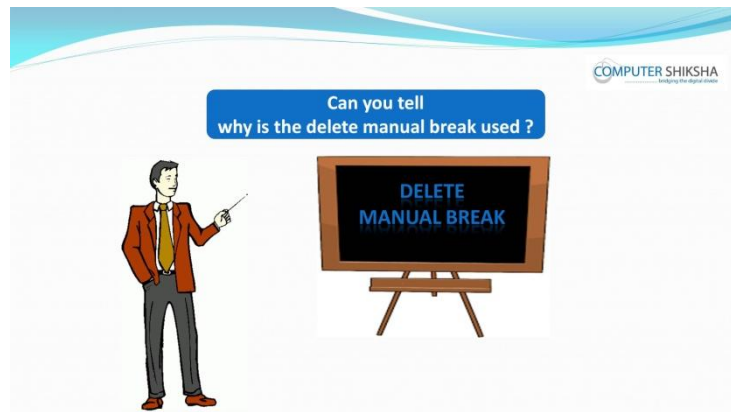 COMPUTER SHIKSHA
bridging the digital divide
Can you tell
why is the delete manual break used ?
DELETE
MANUAL BREAK